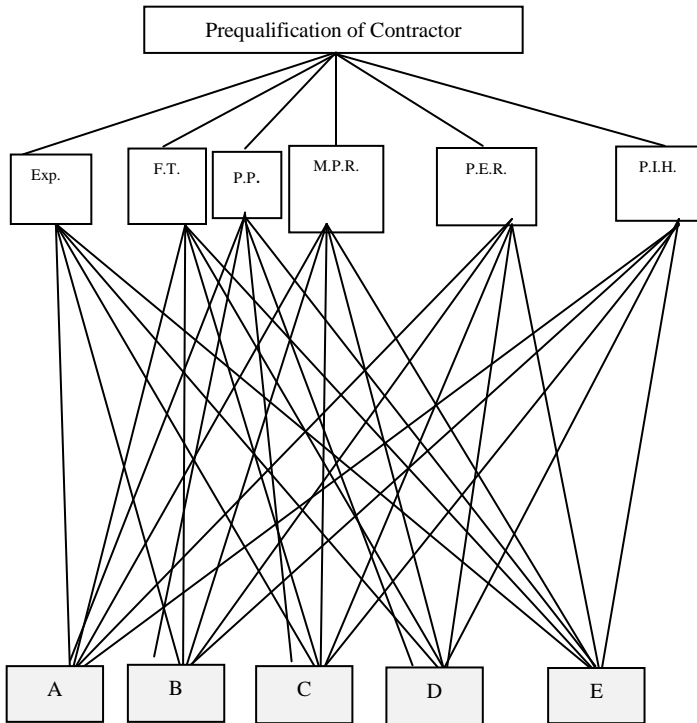 Prequalification of Contractor
Exp.
F.T.
P.P.
M.P.R.
P.E.R.
P.I.H.
A
B
C
D
E